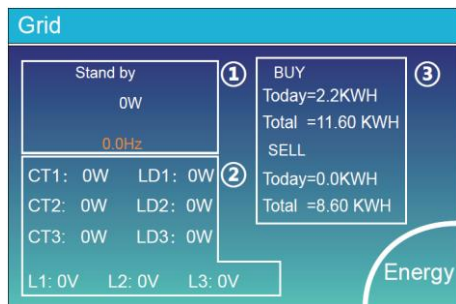 Grid
Stand by
①
0W
0.0Hz
CT1: 0W LD1: 0W ②
CT2: 0W LD2: 0W
CT3: 0W LD3: 0W
L1: 0V L2: 0V L3: 0V
BUY ③
Today=2.2KWH
Total =11.60 KWH
SELL
Today=0.0KWH
Total =8.60 KWH
Energy